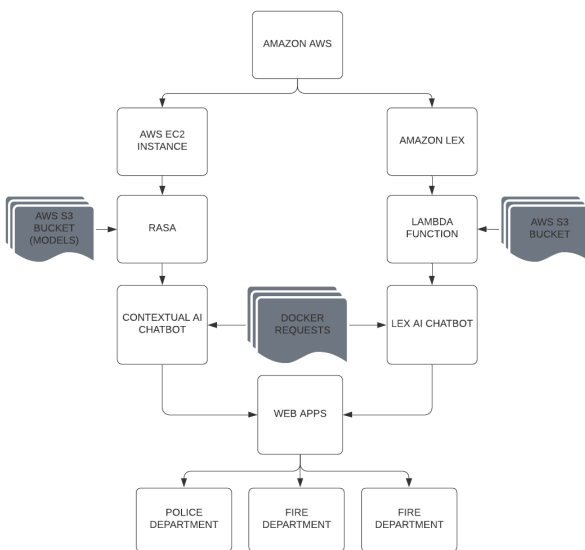 AMAZON AWS
AWS EC2
INSTANCE
AMAZON LEX
AWS S3
BUCKET
(MODELS)
RASA
LAMBDA
FUNCTION
AWS S3
BUCKET
CONTEXTUAL AI
CHATBOT
DOCKER
REQUESTS
LEX AI CHATBOT
WEB APPS
POLICE
DEPARTMENT
FIRE
DEPARTMENT
FIRE
DEPARTMENT